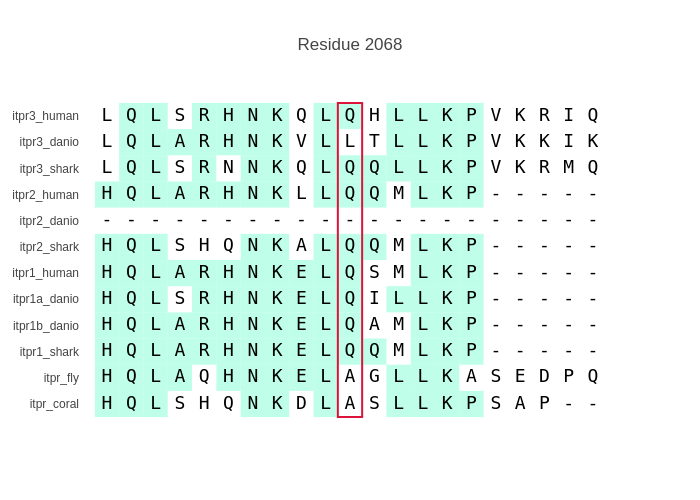 Residue 2068
itpr3_human L Q L S R H N K Q L Q H L L K P V K R I Q
itpr3_danio L Q L A R H N K V L L T L L K P V K K I K
itpr3_shark L Q L S R N N K Q L Q Q L L K P V K R M Q
itpr2_human H Q L A R H N K L L Q Q M L K P - - - - -
itpr2_danio - - - - - - - - - - - - - - - - - - - - -
itpr2_shark H Q L S H Q N K A L Q Q M L K P - - - - -
itpr1_human H Q L A R H N K E L Q S M L K P - - - - -
itpr1a_danio H Q L S R H N K E L Q I L L K P - - - - -
itpr1b_danio H Q L A R H N K E L Q A M L K P - - - - -
itpr1_shark H Q L A R H N K E L Q Q M L K P - - - - -
itpr_fly H Q L A Q H N K E L A G L L K A S E D P Q
itpr_coral H Q L S H Q N K D L A S L L K P S A P - -